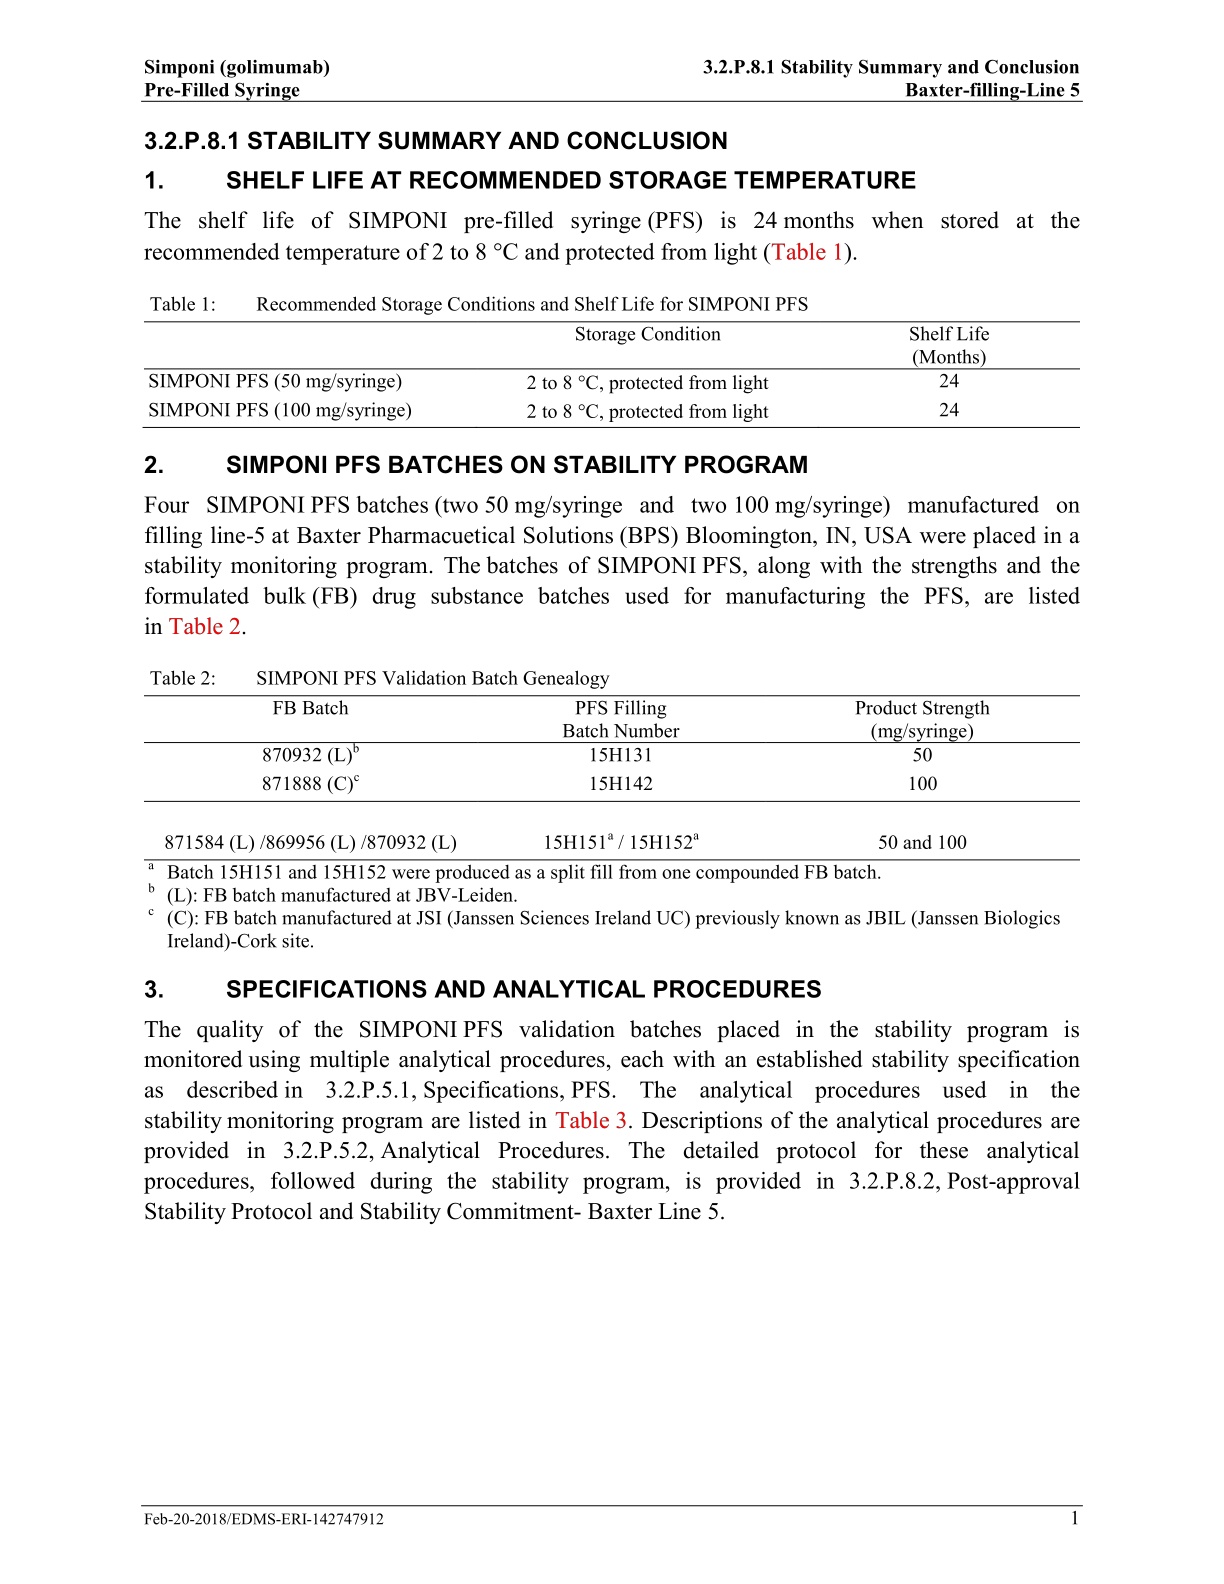 Simponi (golimumab) 3.2.P.8.1 Stability Summary and Conclusion
Pre-Filled Syringe Baxter-filling-Line 5
3.2.P.8.1 STABILITY SUMMARY AND CONCLUSION
1. SHELF LIFE AT RECOMMENDED STORAGE TEMPERATURE
The shelf life of SIMPONI pre-filled syringe (PFS) is 24 months when stored at the
recommended temperature of 2 to 8 °C and protected from light (Table 1).
Table 1: Recommended Storage Conditions and Shelf Life for SIMPONI PFS
Storage Condition Shelf Life
(Months)
SIMPONI PFS (50 mg/syringe) 2 to 8 °C, protected from light 24
SIMPONI PFS (100 mg/syringe) 2 to 8 °C, protected from light 24
2. SIMPONI PFS BATCHES ON STABILITY PROGRAM
Four SIMPONI PFS batches (two 50 mg/syringe and two 100 mg/syringe) manufactured on
filling line-5 at Baxter Pharmacuetical Solutions (BPS) Bloomington, IN, USA were placed in a
stability monitoring program. The batches of SIMPONI PFS, along with the strengths and the
formulated bulk (FB) drug substance batches used for manufacturing the PFS, are listed
in Table 2.
Table 2: SIMPONI PFS Validation Batch Genealogy
FB Batch PFS Filling Product Strength
Batch Number (mg/syringe)
870932 (L)b 15H131 50
871888 (C)c 15H142 100
871584 (L) /869956 (L) /870932 (L) 15H151a / 15H152a 50 and 100
a Batch 15H151 and 15H152 were produced as a split fill from one compounded FB batch.
b (L): FB batch manufactured at JBV-Leiden.
c (C): FB batch manufactured at JSI (Janssen Sciences Ireland UC) previously known as JBIL (Janssen Biologics
Ireland)-Cork site.
3. SPECIFICATIONS AND ANALYTICAL PROCEDURES
The quality of the SIMPONI PFS validation batches placed in the stability program is
monitored using multiple analytical procedures, each with an established stability specification
as described in 3.2.P.5.1, Specifications, PFS. The analytical procedures used in the
stability monitoring program are listed in Table 3. Descriptions of the analytical procedures are
provided in 3.2.P.5.2, Analytical Procedures. The detailed protocol for these analytical
procedures, followed during the stability program, is provided in 3.2.P.8.2, Post-approval
Stability Protocol and Stability Commitment- Baxter Line 5.
Feb-20-2018/EDMS-ERI-142747912 1